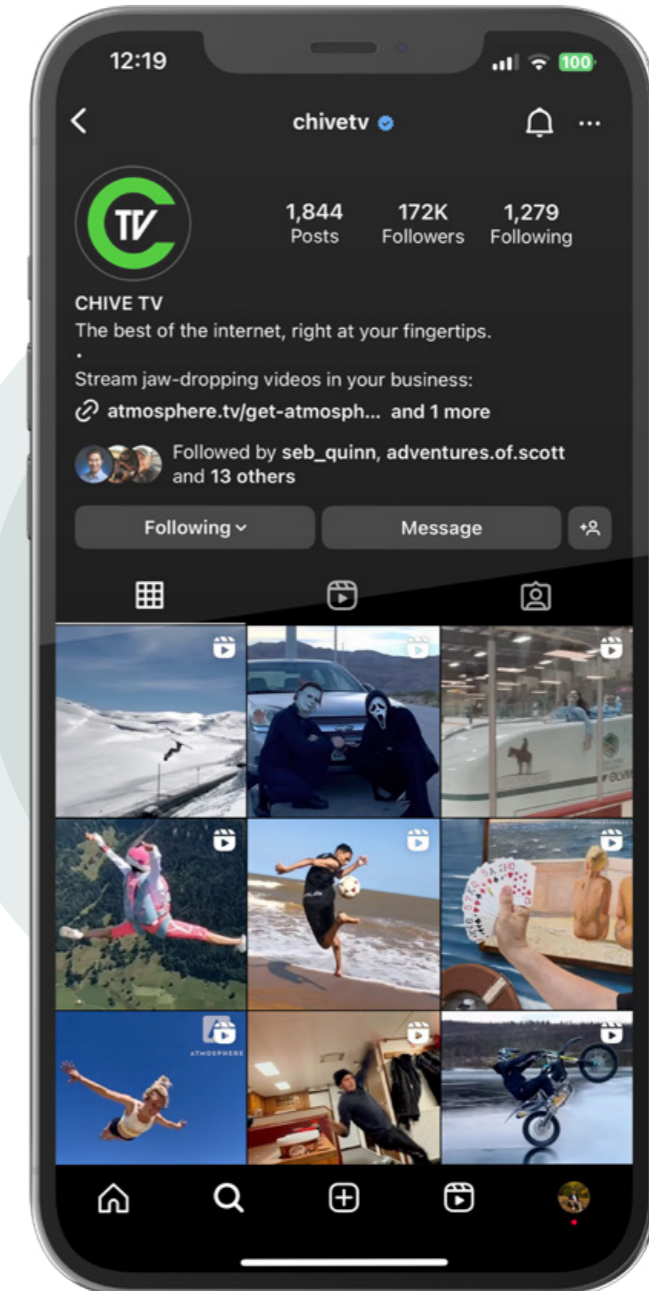 12:19
100
chivetv
TV
1,844
Posts
172K
Followers
1,279
Following
CHIVE TV
The best of the internet, right at your fingertips.
.
Stream jaw-dropping videos in your business:
atmosphere.tv/get-atmosph... and 1 more
Followed by seb_quinn, adventures.of.scott
and 13 others
Following
Message
ATMOSPHERE